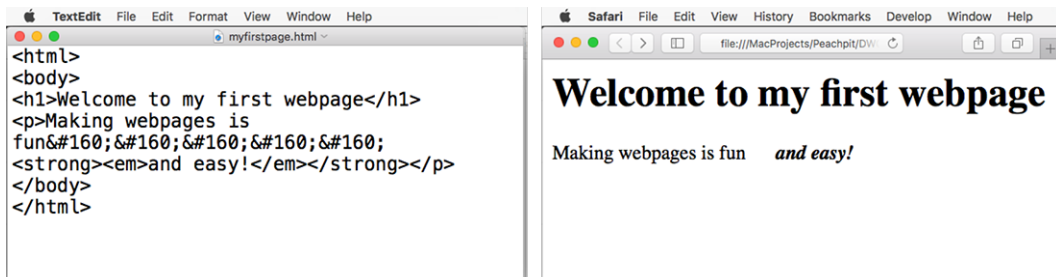 TextEdit File Edit Format View Window Help
myfirstpage.html
<html>
<body>
<h1>Welcome to my first webpage</h1>
<p>Making webpages is
fun&#160;&#160;&#160;&#160;&#160;
<strong><em>and easy!</em></strong></p>
</body>
</html>
Safari File Edit View History Bookmarks Develop Window Help
file:///MacProjects/Peachpit/DW
Welcome to my first webpage
Making webpages is fun and easy!